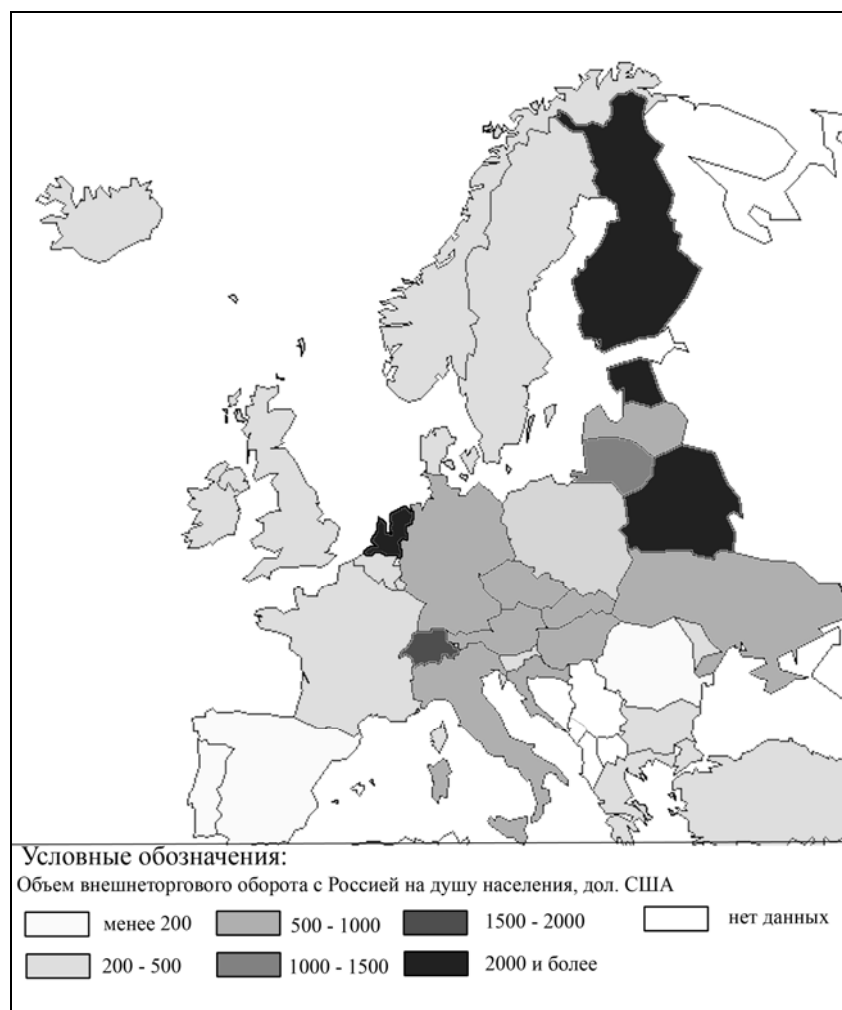 Условные обозначения:
Объем внешнеторгового оборота с Россией на душу населения, дол. США
менее 200
500 - 1000
1500 - 2000
нет данных
200 - 500
1000 - 1500
2000 и более